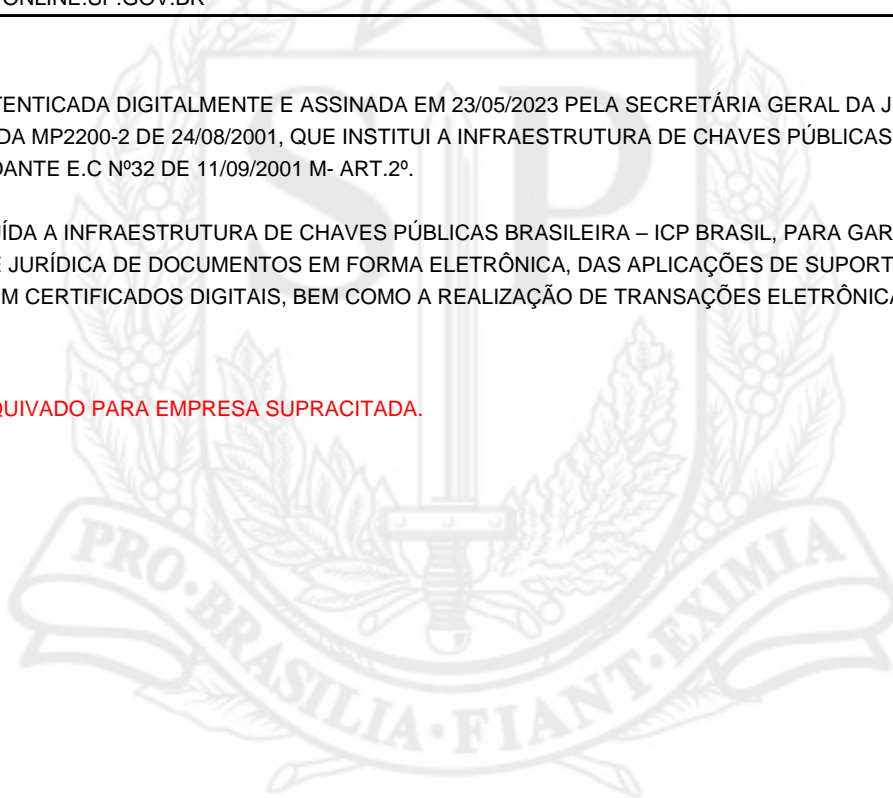 ONLINE.SP.GOV.BR
TENTICADA DIGITALMENTE E ASSINADA EM 23/05/2023 PELA SECRETÁRIA GERAL DA J
DA MP2200-2 DE 24/08/2001, QUE INSTITUI A INFRAESTRUTURA DE CHAVES PÚBLICAS
DANTE E.C Nº32 DE 11/09/2001 M- ART.2º.
ÍDA A INFRAESTRUTURA DE CHAVES PÚBLICAS BRASILEIRA – ICP BRASIL, PARA GAR
E JURÍDICA DE DOCUMENTOS EM FORMA ELETRÔNICA, DAS APLICAÇÕES DE SUPORT
M CERTIFICADOS DIGITAIS, BEM COMO A REALIZAÇÃO DE TRANSAÇÕES ELETRÔNICA
QUIVADO PARA EMPRESA SUPRACITADA.
SP
PRO·BRASILIA·FIANT·EXIMIA